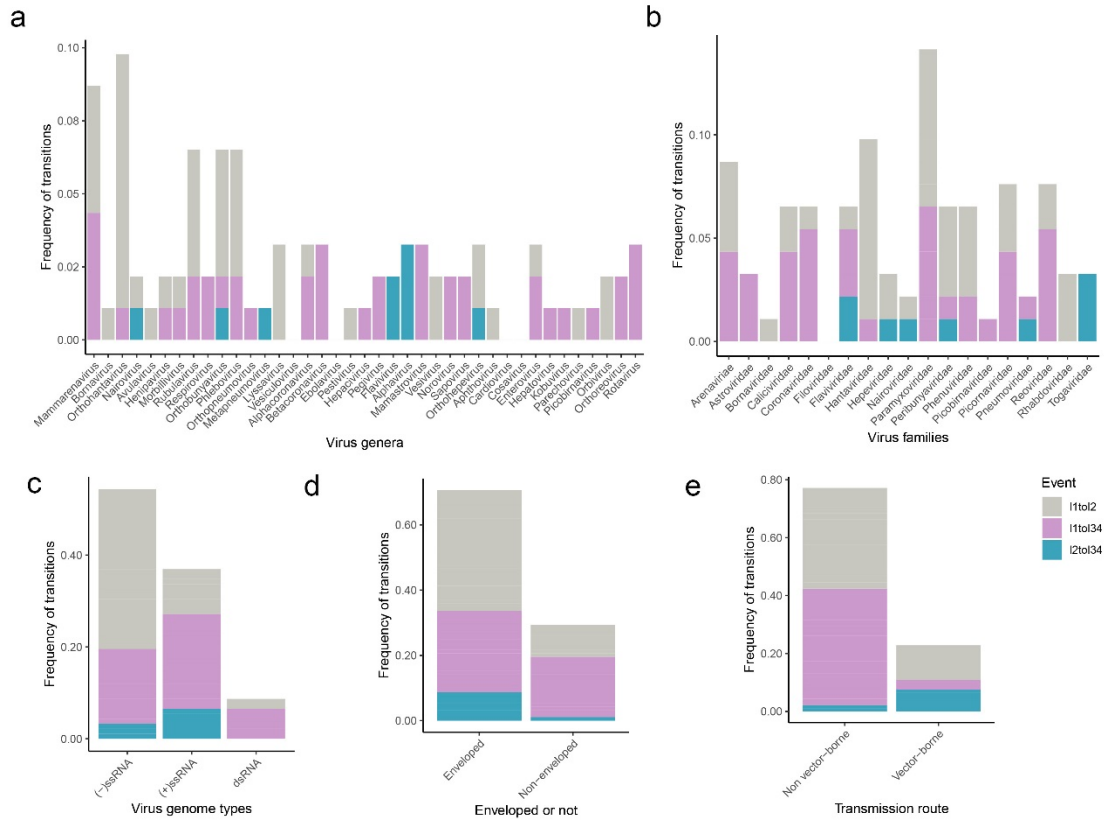 a
Frequency of transitions
0.10
0.08
0.05
0.02
0.00
Mammarenavirus
Bornavirus
Orthohantavirus
Nairovirus
Avulavirus
Henipavirus
Morbillivirus
Rubulavirus
Respirovirus
Orthobunyavirus
Phlebovirus
Orthopneumovirus
Metapneumovirus
Lyssavirus
Vesiculovirus
Alphacoronavirus
Betacoronavirus
Ebolavirus
Pestivirus
Hepacivirus
Pegivirus
Flavivirus
Alphavirus
Mamastrovirus
Vesivirus
Norovirus
Sapovirus
Orthohepevirus
Aphthovirus
Cardiovirus
Cosavirus
Enterovirus
Hepatovirus
Kobuvirus
Parechovirus
Picobirnavirus
Orbivirus
Orthoreovirus
Rotavirus
Virus genera
b
Frequency of transitions
0.10
0.05
0.00
Arenaviridae
Astroviridae
Bornaviridae
Caliciviridae
Coronaviridae
Filoviridae
Flaviviridae
Hantaviridae
Hepeviridae
Nairoviridae
Paramyxoviridae
Peribunyaviridae
Phenuviridae
Picobirnaviridae
Picornaviridae
Pneumoviridae
Reoviridae
Rhabdoviridae
Togaviridae
Virus families
c
Frequency of transitions
0.40
0.20
0.00
(−)ssRNA
(+)ssRNA
dsRNA
Virus genome types
d
Frequency of transitions
0.60
0.40
0.20
0.00
Enveloped
Non-enveloped
Enveloped or not
e
Frequency of transitions
0.80
0.60
0.40
0.20
0.00
Non vector-borne
Vector-borne
Transmission route
Event
l1tol2
l1tol34
l2tol34